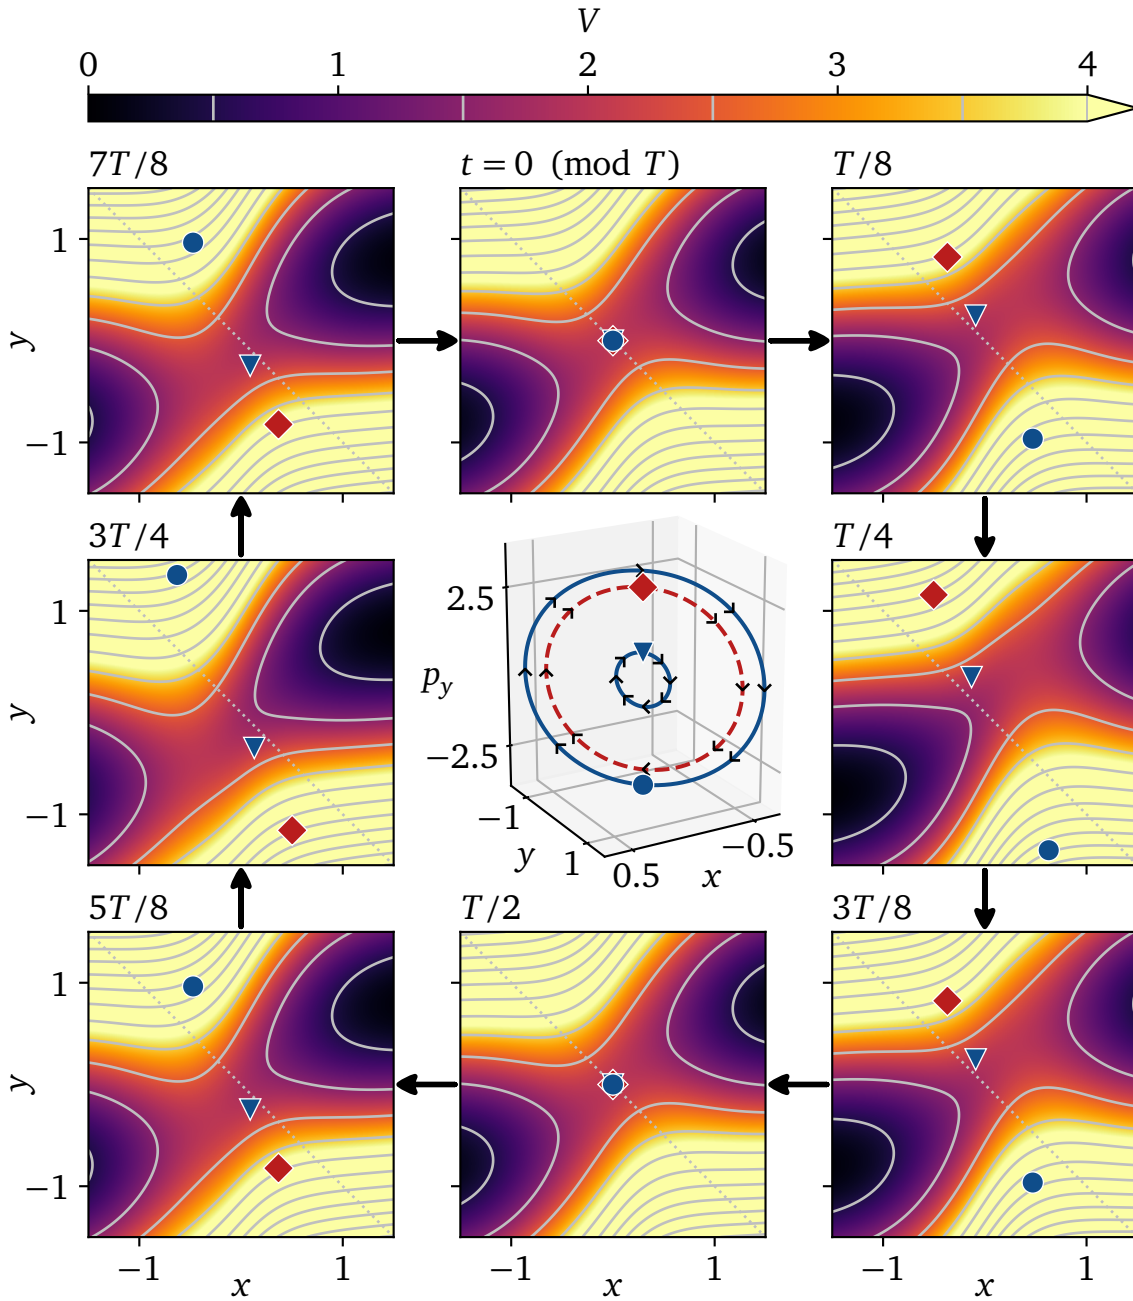 V
0 1 2 3 4
7T/8 t = 0 (mod T) T/8
y 1 −1
3T/4 T/4
y 1 −1
2.5
p_y
−2.5
−1
y 1 0.5 x −0.5
5T/8 T/2 3T/8
y 1 −1
−1 1 −1 1 −1 1
x x x